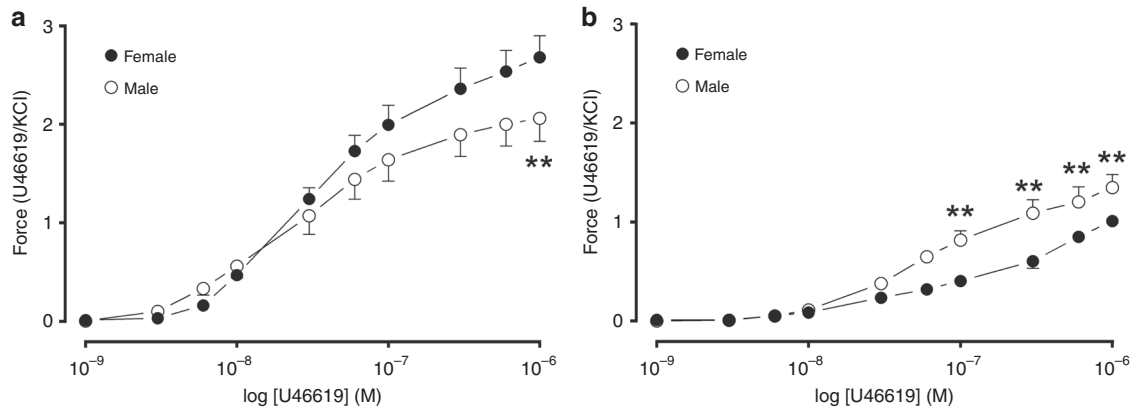 a
3
2
1
0
Force (U46619/KCl)
Female
Male
**
10⁻⁹
10⁻⁸
10⁻⁷
10⁻⁶
log [U46619] (M)
b
3
2
1
0
Force (U46619/KCl)
Female
Male
**
**
**
**
10⁻⁹
10⁻⁸
10⁻⁷
10⁻⁶
log [U46619] (M)